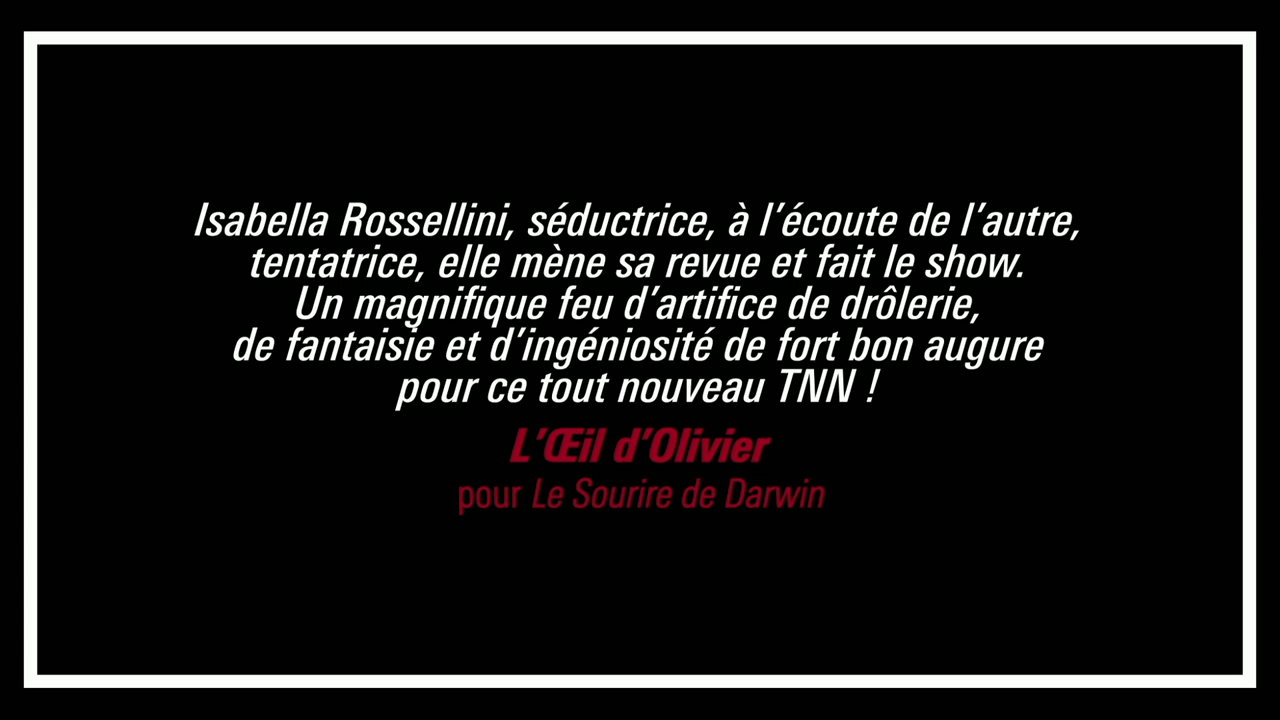 Isabella Rossellini, séductrice, à l’écoute de l’autre,
tentatrice, elle mène sa revue et fait le show.
Un magnifique feu d’artifice de drôlerie,
de fantaisie et d’ingéniosité de fort bon augure
pour ce tout nouveau TNN !
L’Œil d’Olivier
pour Le Sourire de Darwin